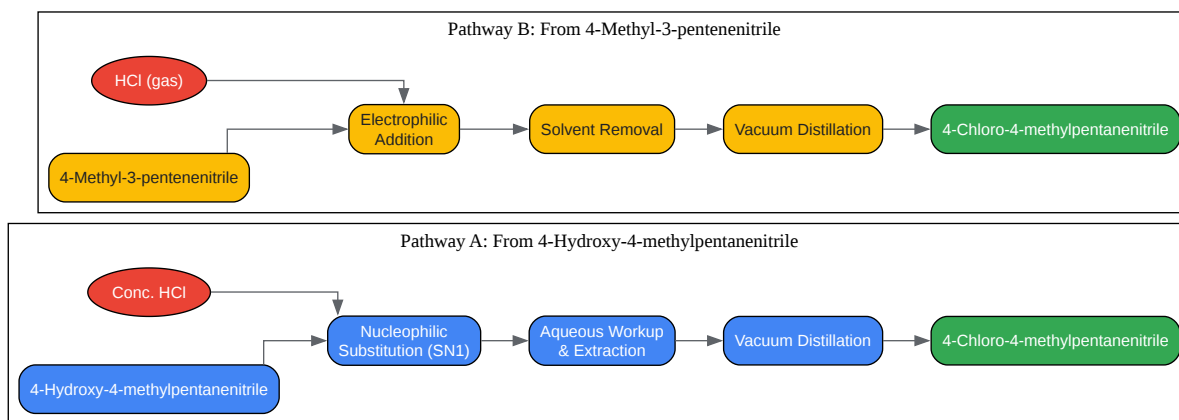 Pathway B: From 4-Methyl-3-pentenenitrile
HCl (gas)
Electrophilic
Addition
Solvent Removal
Vacuum Distillation
4-Chloro-4-methylpentanenitrile
4-Methyl-3-pentenenitrile
Pathway A: From 4-Hydroxy-4-methylpentanenitrile
Conc. HCl
Nucleophilic
Substitution (SN1)
Aqueous Workup
& Extraction
Vacuum Distillation
4-Chloro-4-methylpentanenitrile
4-Hydroxy-4-methylpentanenitrile